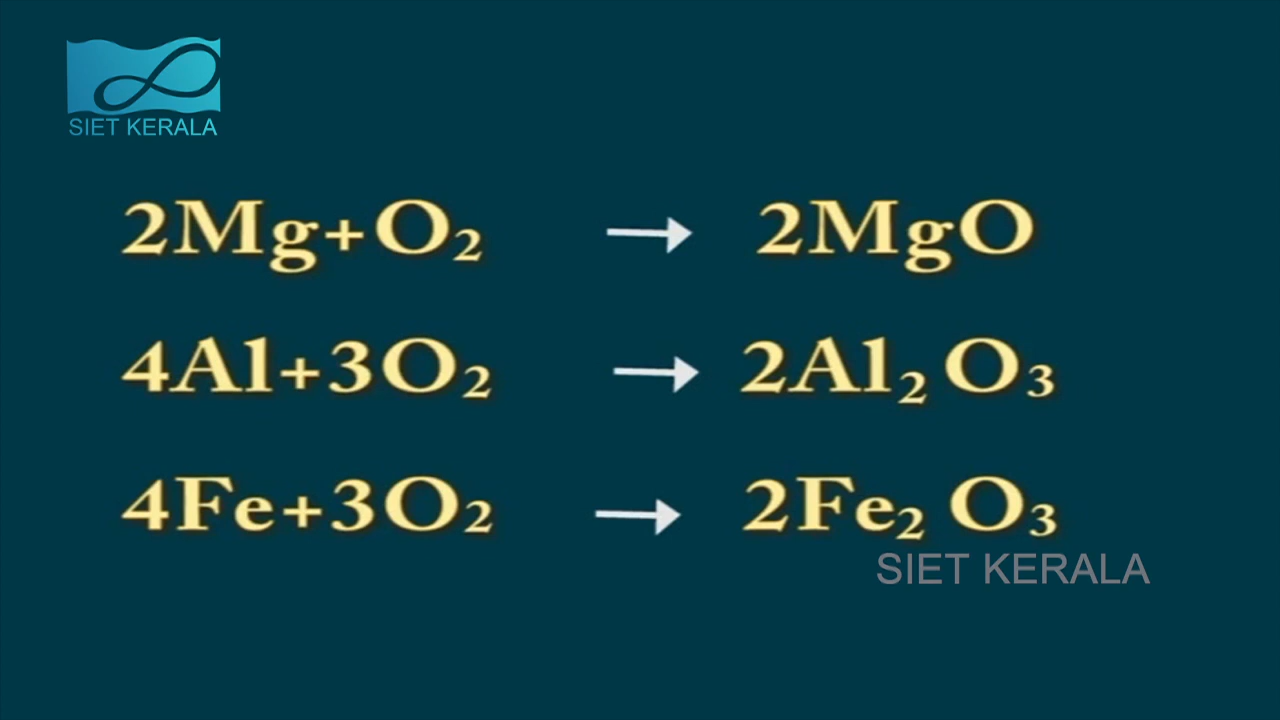 SIET KERALA
2Mg+O₂ → 2MgO
4Al+3O₂ → 2Al₂O₃
4Fe+3O₂ → 2Fe₂O₃
SIET KERALA